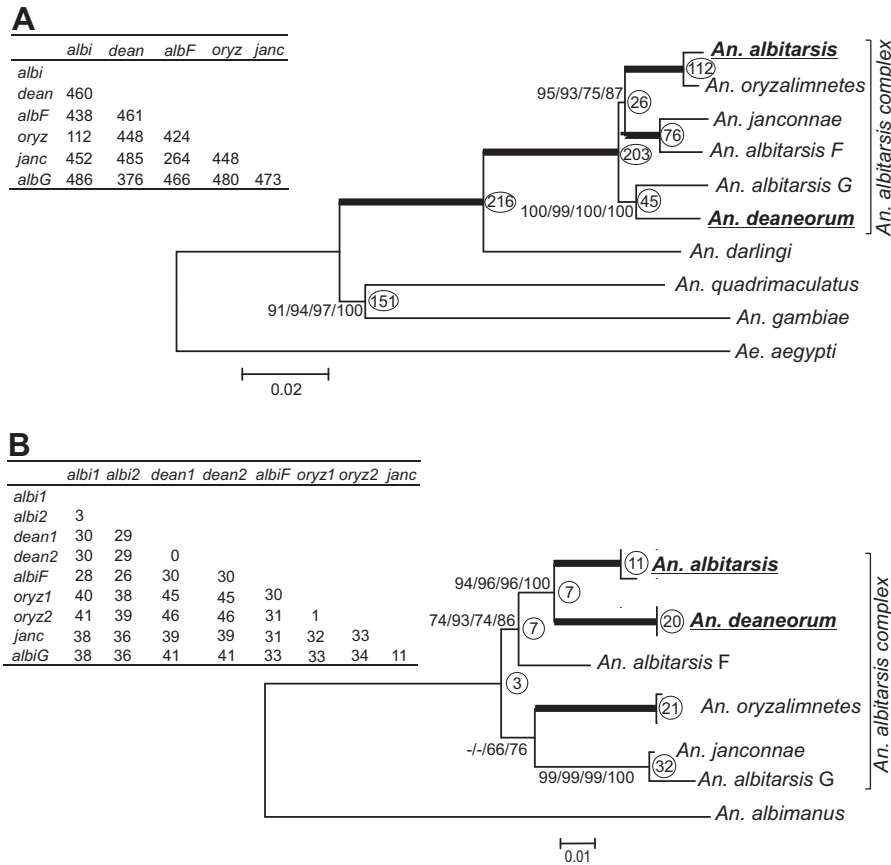 A
albi dean albF oryz janc
albi
dean 460
albF 438 461
oryz 112 448 424
janc 452 485 264 448
albG 486 376 466 480 473
An. albitarsis
112
An. oryzalimnetes
95/93/75/87
26
An. janconnae
76
An. albitarsis F
203
An. albitarsis G
216
100/99/100/100
45
An. deaneorum
An. albitarsis complex
An. darlingi
An. quadrimaculatus
91/94/97/100
151
An. gambiae
Ae. aegypti
0.02
B
albi1 albi2 dean1 dean2 albiF oryz1 oryz2 janc
albi1
albi2 3
dean1 30 29
dean2 30 29 0
albiF 28 26 30 30
oryz1 40 38 45 45 30
oryz2 41 39 46 46 31 1
janc 38 36 39 39 31 32 33
albiG 38 36 41 41 33 33 34 11
11
An. albitarsis
94/96/96/100
7
74/93/74/86
20
An. deaneorum
7
An. albitarsis F
3
An. albitarsis complex
21
An. oryzalimnetes
-/-/66/76
An. janconnae
32
99/99/99/100
An. albitarsis G
An. albimanus
0.01